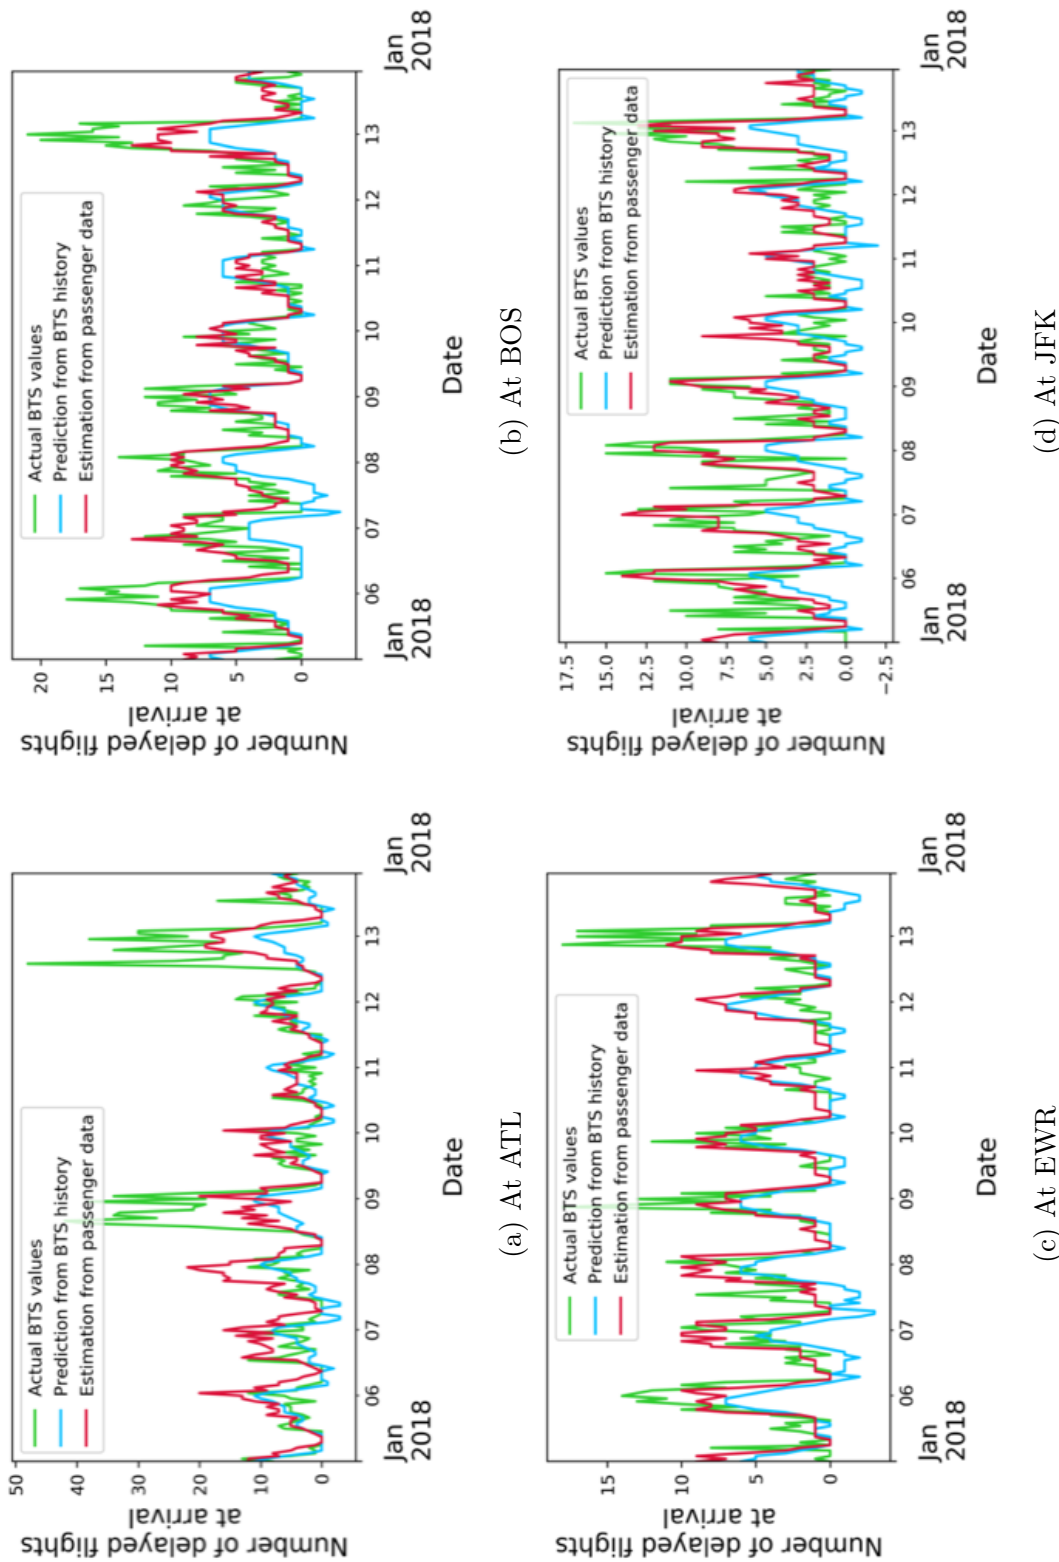 50
40
30
20
10
0
Number of delayed flights
at arrival
Actual BTS values
Prediction from BTS history
Estimation from passenger data
Jan
2018
06
07
08
09
10
11
12
13
Jan
2018
Date
(a) At ATL
20
15
10
5
0
Number of delayed flights
at arrival
Actual BTS values
Prediction from BTS history
Estimation from passenger data
Jan
2018
06
07
08
09
10
11
12
13
Jan
2018
Date
(b) At BOS
15
10
5
0
Number of delayed flights
at arrival
Actual BTS values
Prediction from BTS history
Estimation from passenger data
Jan
2018
06
07
08
09
10
11
12
13
Jan
2018
Date
(c) At EWR
17.5
15.0
12.5
10.0
7.5
5.0
2.5
0.0
−2.5
Number of delayed flights
at arrival
Actual BTS values
Prediction from BTS history
Estimation from passenger data
Jan
2018
06
07
08
09
10
11
12
13
Jan
2018
Date
(d) At JFK